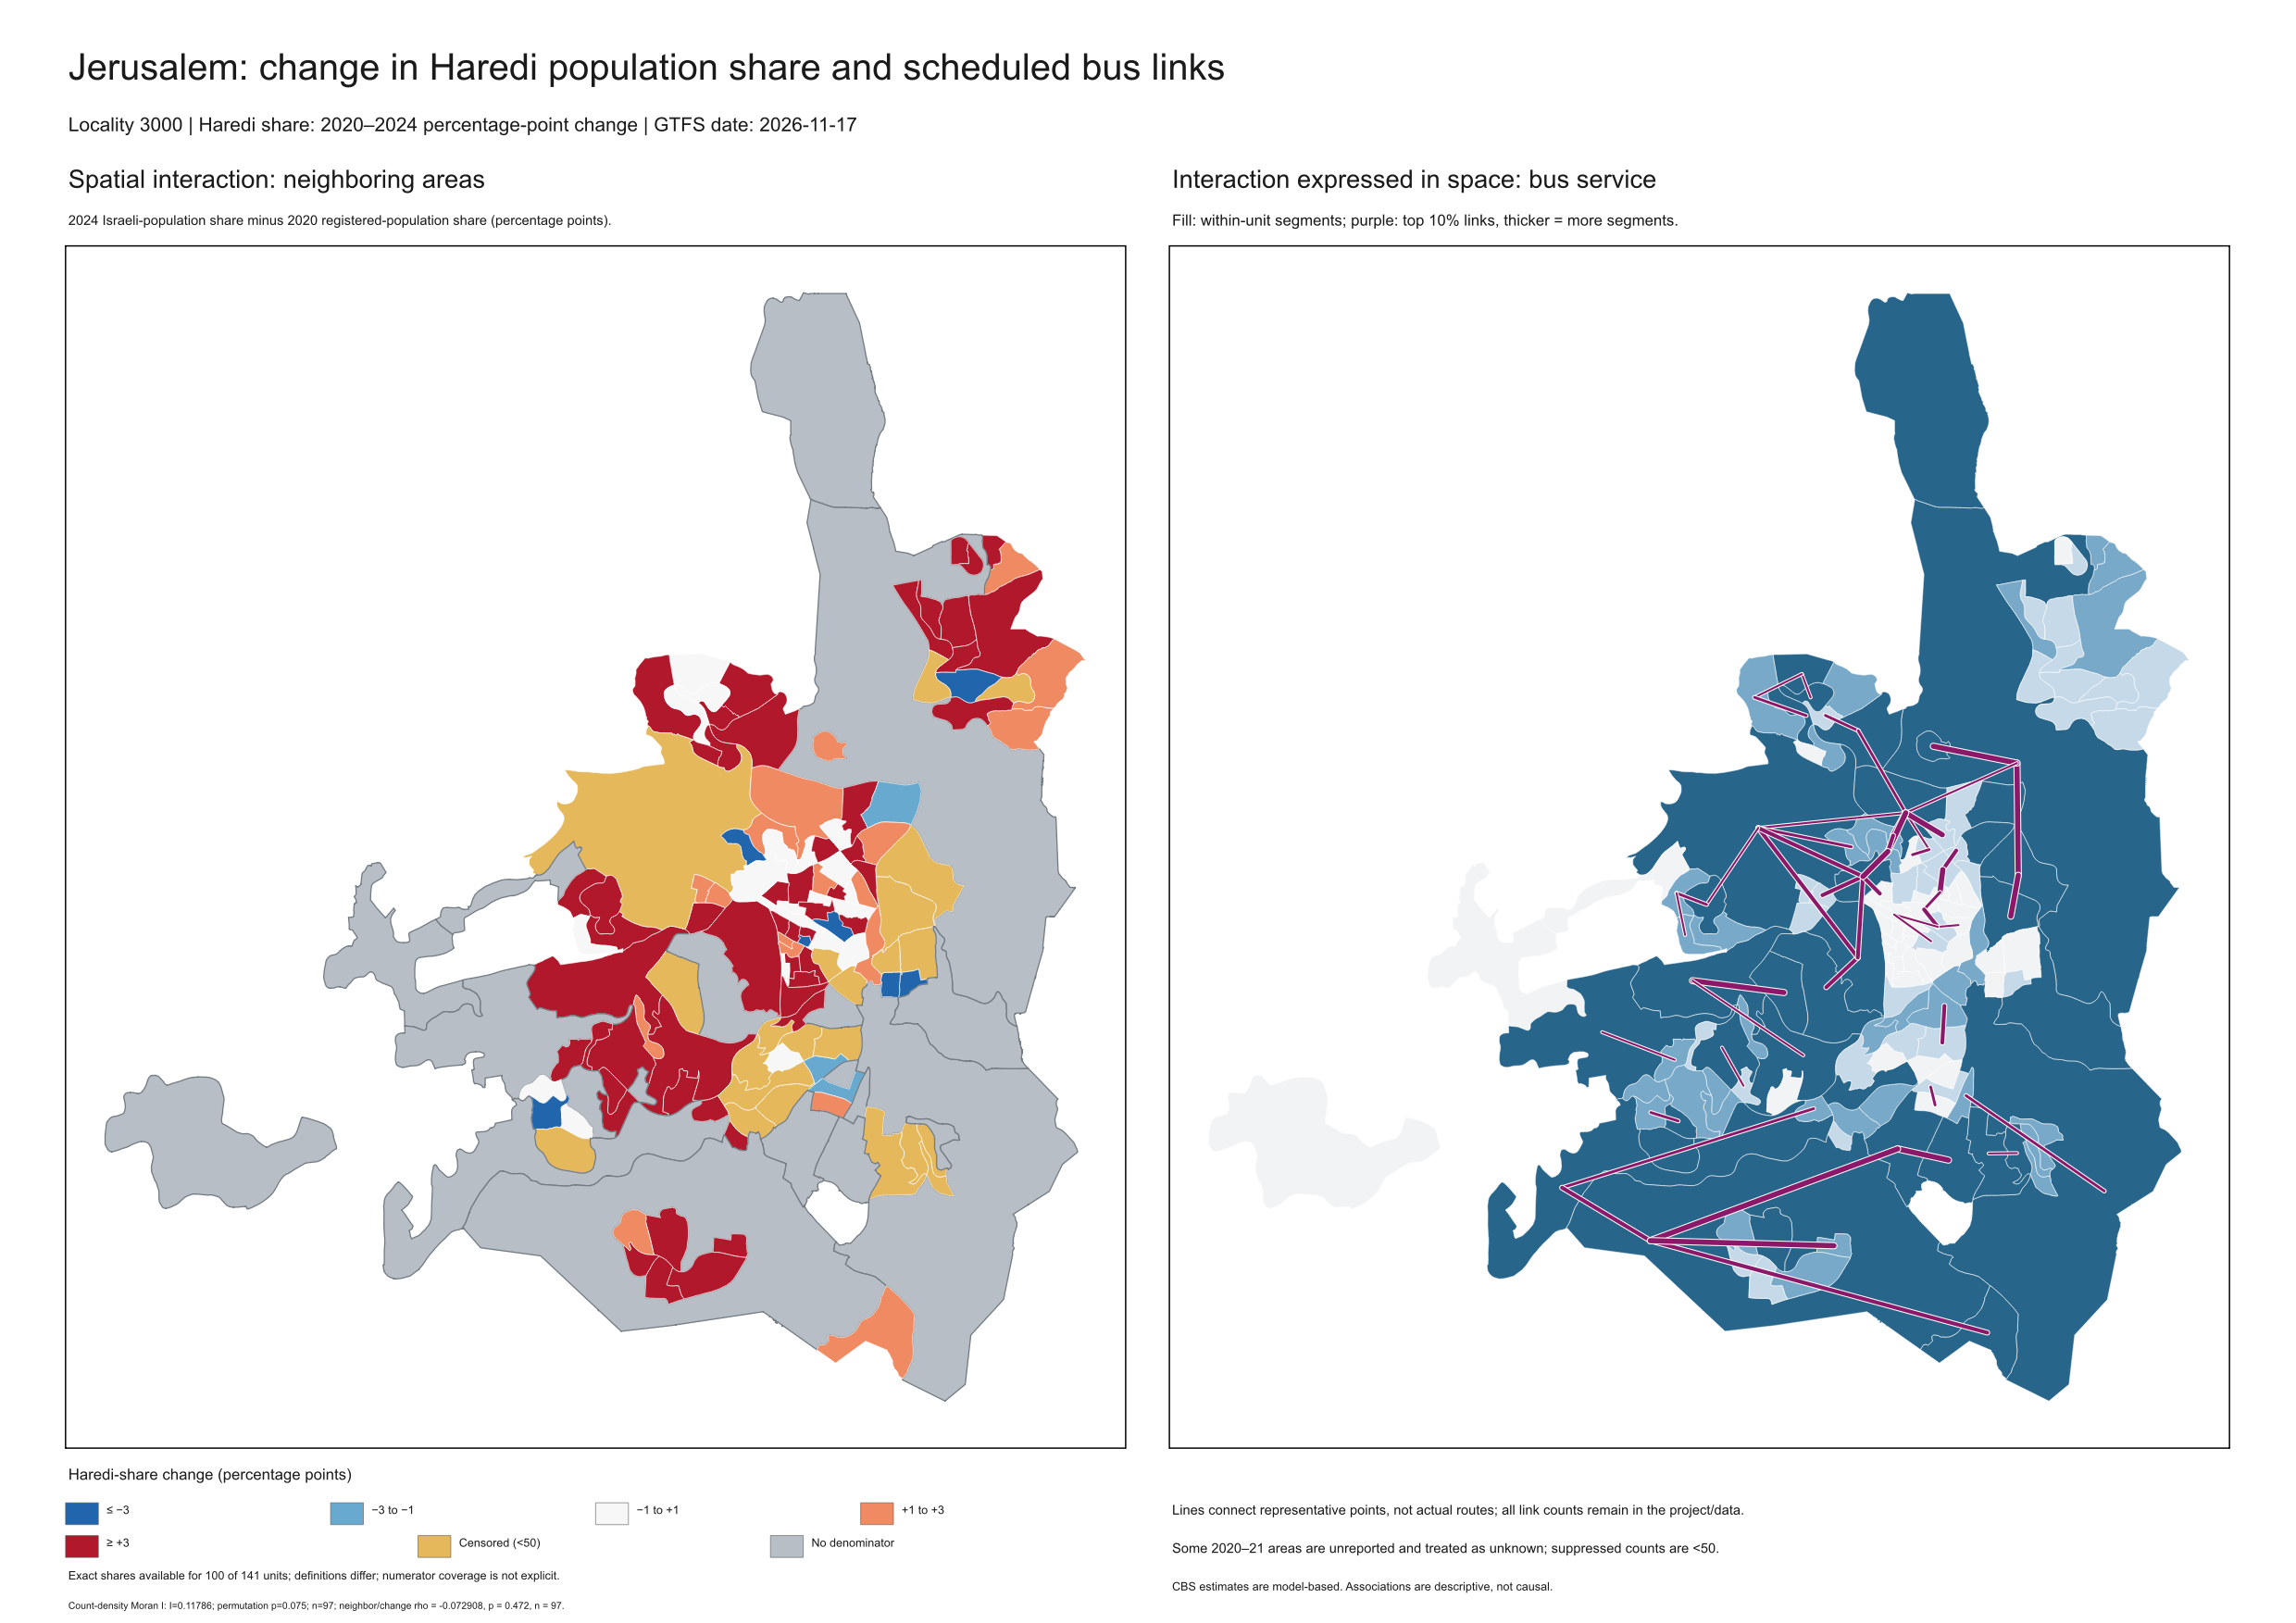 Jerusalem: change in Haredi population share and scheduled bus links
Locality 3000 | Haredi share: 2020–2024 percentage-point change | GTFS date: 2026-11-17
Spatial interaction: neighboring areas
2024 Israeli-population share minus 2020 registered-population share (percentage points).
Interaction expressed in space: bus service
Fill: within-unit segments; purple: top 10% links, thicker = more segments.
Haredi-share change (percentage points)
≤ −3
−3 to −1
−1 to +1
+1 to +3
≥ +3
Censored (<50)
No denominator
Exact shares available for 100 of 141 units; definitions differ; numerator coverage is not explicit.
Count-density Moran I: I=0.11786; permutation p=0.075; n=97; neighbor/change rho = -0.072908, p = 0.472, n = 97.
Lines connect representative points, not actual routes; all link counts remain in the project/data.
Some 2020–21 areas are unreported and treated as unknown; suppressed counts are <50.
CBS estimates are model-based. Associations are descriptive, not causal.